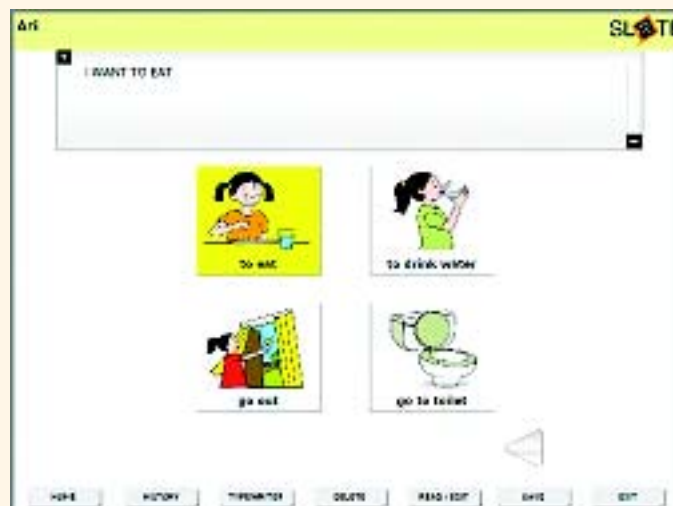 Ari
I WANT TO EAT
to eat
to drink water
go out
go to toilet
HOME
HISTORY
TYPEWRITER
DELETE
READ / EDIT
SAVE
EXIT